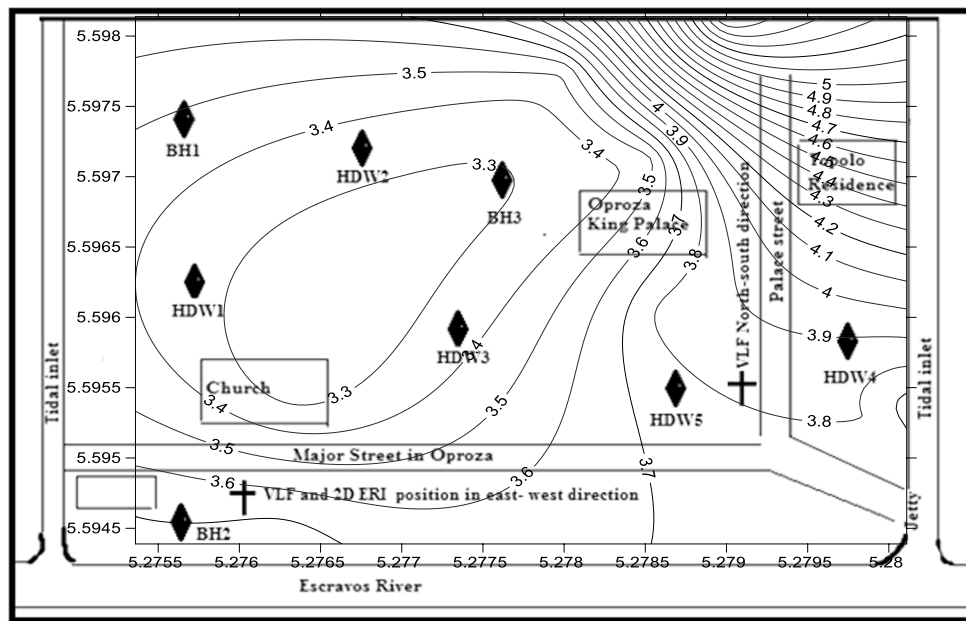 5.598
5.5975
5.597
5.5965
5.596
5.5955
5.595
5.5945
3.5
3.4
3.3
3.4
3.5
4
3.9
5
4.9
4.8
4.7
4.6
4.5
4.4
4.3
4.2
4.1
4
3.9
3.8
BH1
HDW2
BH3
Topolo
Residence
Oproza
King Palace
3.7
3.6
3.8
VLF North-south direction
Palace street
HDW1
HDW3
3.4
HDW4
HDW5
Tidal inlet
Tidal inlet
Church
3.4
3.3
3.5
3.5
Major Street in Oproza
3.6
3.6
3.7
VLF and 2D ERI position in east- west direction
BH2
Jetty
5.2755
5.276
5.2765
5.277
5.2775
5.278
5.2785
5.279
5.2795
5.28
Escravos River